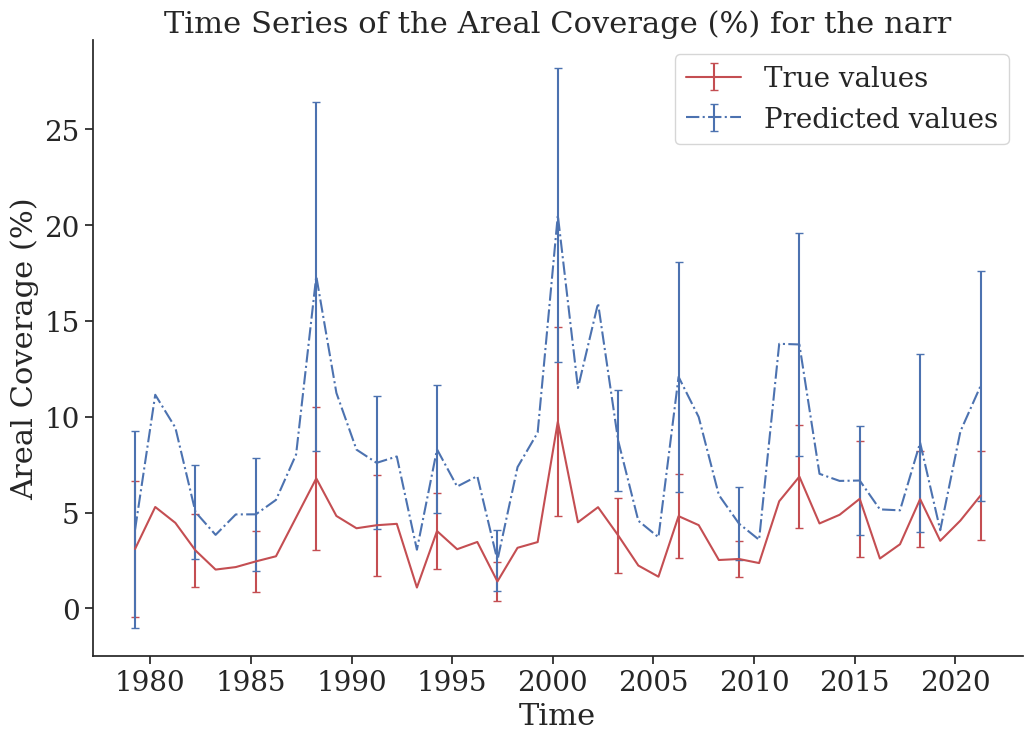 Time Series of the Areal Coverage (%) for the narr
True values
Predicted values
Areal Coverage (%)
25
20
15
10
5
0
1980 1985 1990 1995 2000 2005 2010 2015 2020
Time